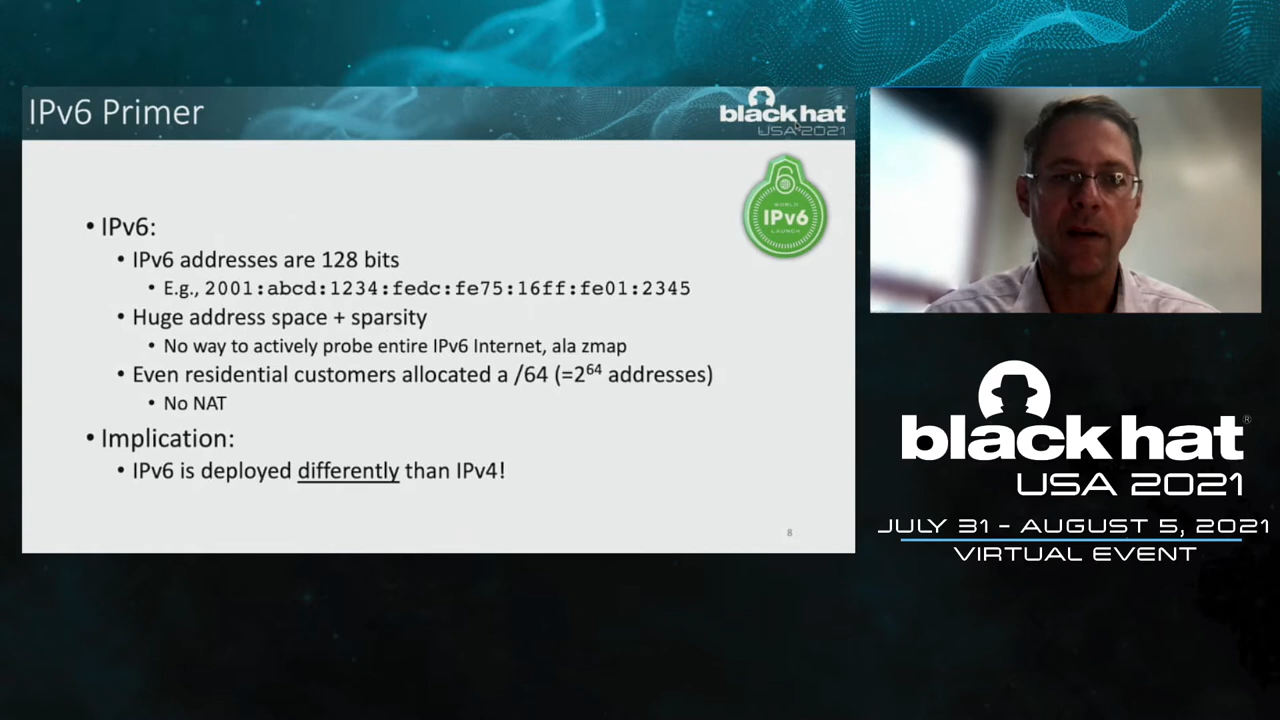 IPv6 Primer
black hat
USA 2021
WORLD
IPv6
LAUNCH
• IPv6:
• IPv6 addresses are 128 bits
• E.g., 2001:abcd:1234:fedc:fe75:16ff:fe01:2345
• Huge address space + sparsity
• No way to actively probe entire IPv6 Internet, ala zmap
• Even residential customers allocated a /64 (=2⁶⁴ addresses)
• No NAT
• Implication:
• IPv6 is deployed differently than IPv4!
8
black hat®
USA 2021
JULY 31 - AUGUST 5, 2021
VIRTUAL EVENT